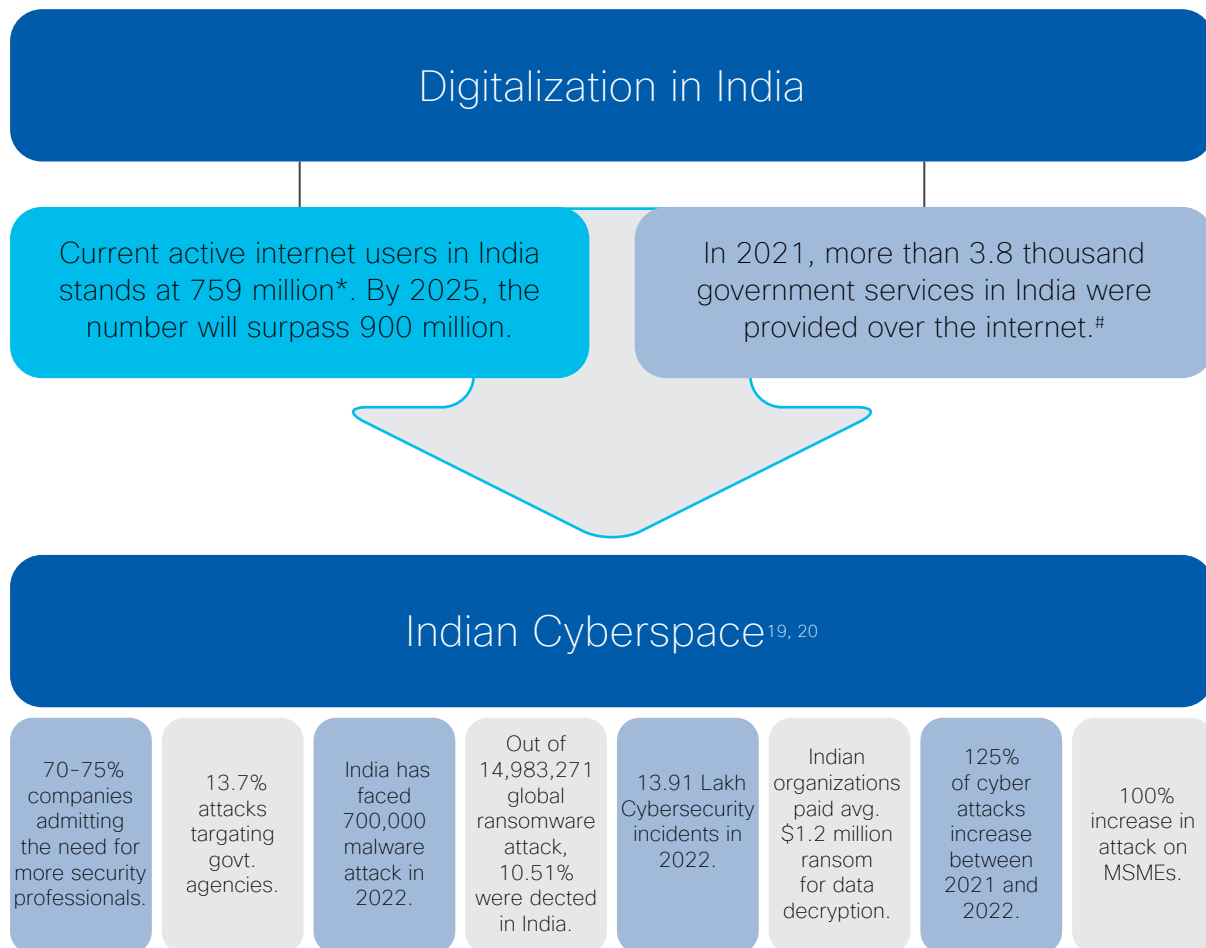 Digitalization in India
Current active internet users in India
stands at 759 million*. By 2025, the
number will surpass 900 million.
In 2021, more than 3.8 thousand
government services in India were
provided over the internet.#
Indian Cyberspace19, 20
70-75%
companies
admitting
the need for
more security
professionals.
13.7%
attacks
targating
govt.
agencies.
India has
faced
700,000
malware
attack in
2022.
Out of
14,983,271
global
ransomware
attack,
10.51%
were dected
in India.
13.91 Lakh
Cybersecurity
incidents in
2022.
Indian
organizations
paid avg.
$1.2 million
ransom
for data
decryption.
125%
of cyber
attacks
increase
between
2021 and
2022.
100%
increase in
attack on
MSMEs.